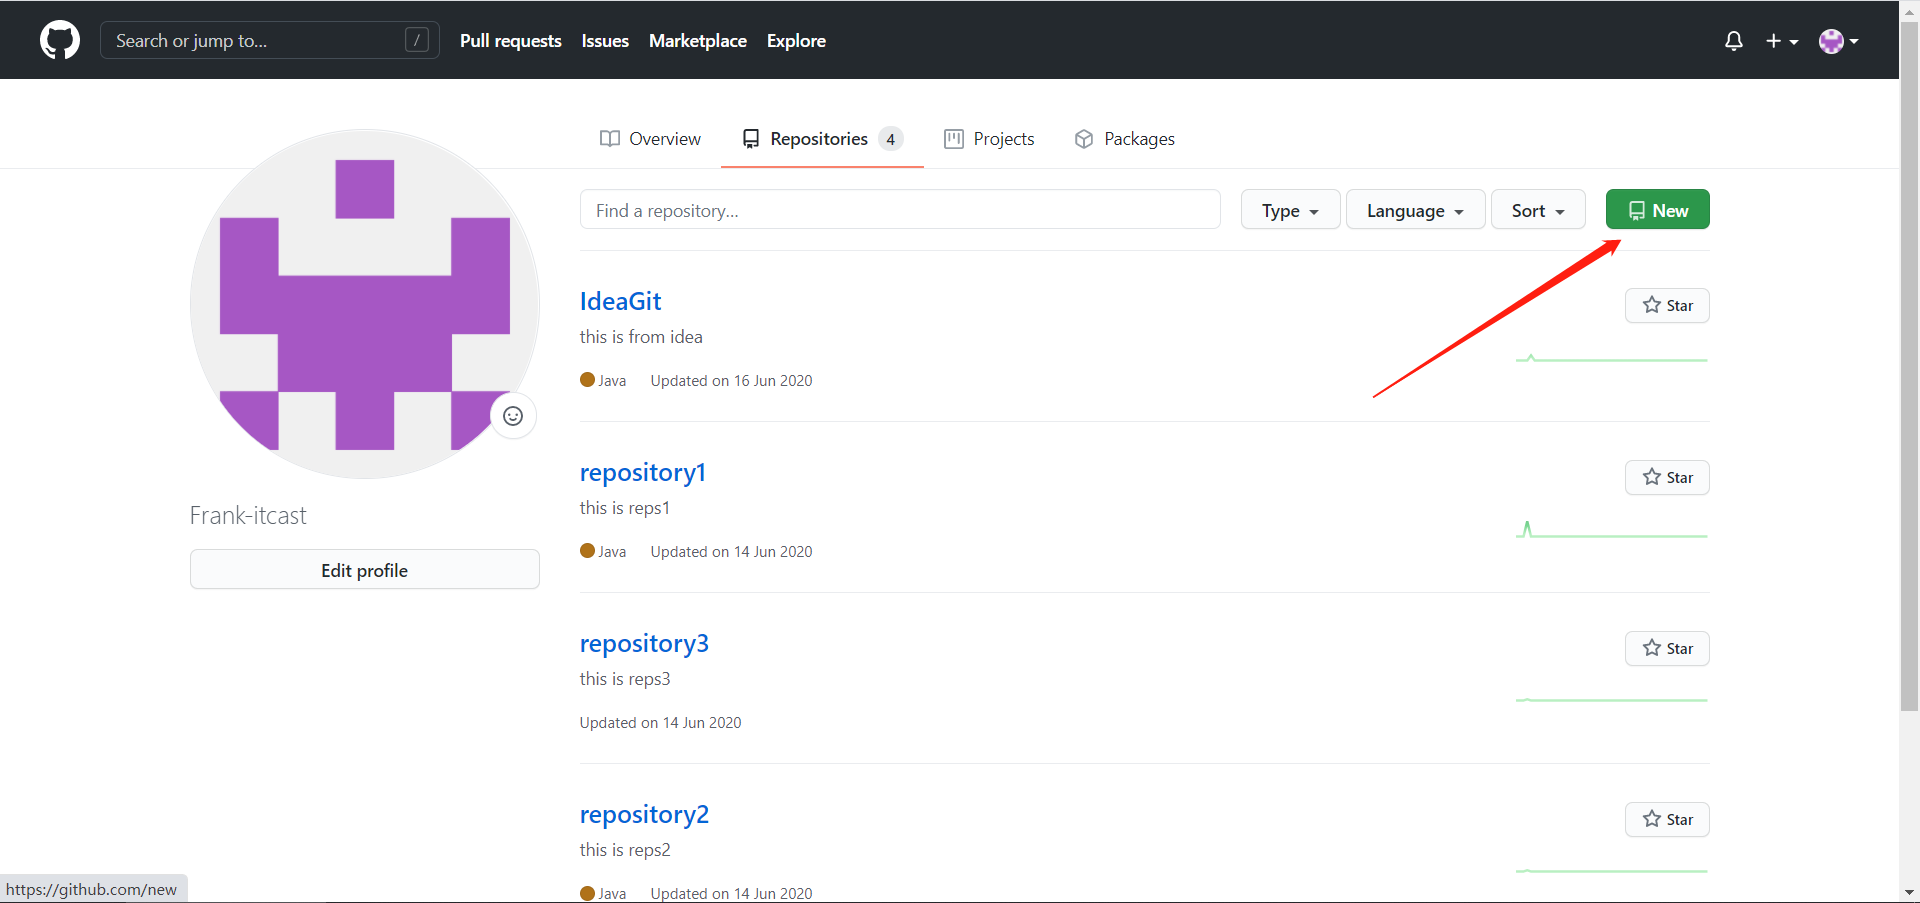 Search or jump to... /
Pull requests Issues Marketplace Explore
Overview Repositories 4 Projects Packages
Find a repository... Type Language Sort New
IdeaGit
Star
this is from idea
Java Updated on 16 Jun 2020
repository1
Star
this is reps1
Java Updated on 14 Jun 2020
Frank-itcast
Edit profile
repository3
Star
this is reps3
Updated on 14 Jun 2020
repository2
Star
this is reps2
Java Updated on 14 Jun 2020
https://github.com/new